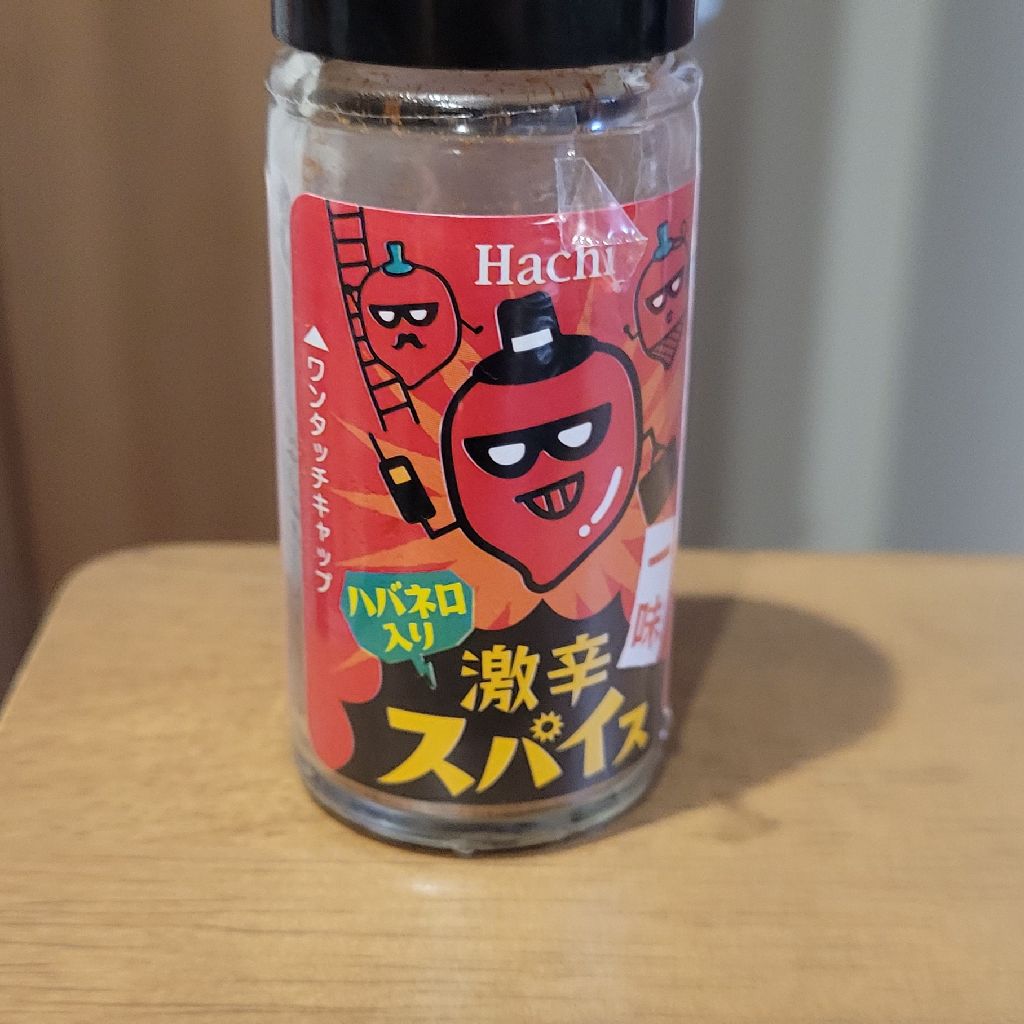 Hachi
▲ワンタッチキャップ
ハバネロ
入り
一味
激辛
スパイス